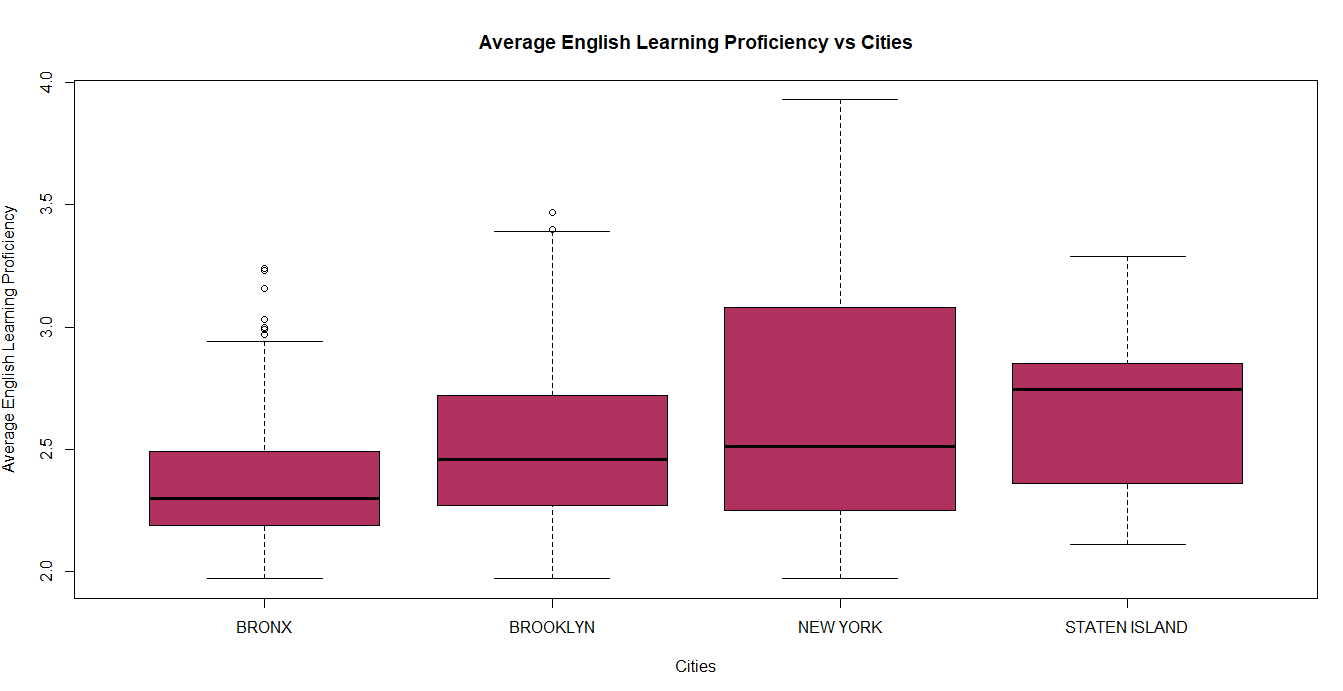 Average English Learning Proficiency vs Cities
Average English Learning Proficiency
4.0
3.5
3.0
2.5
2.0
BRONX
BROOKLYN
NEW YORK
STATEN ISLAND
Cities